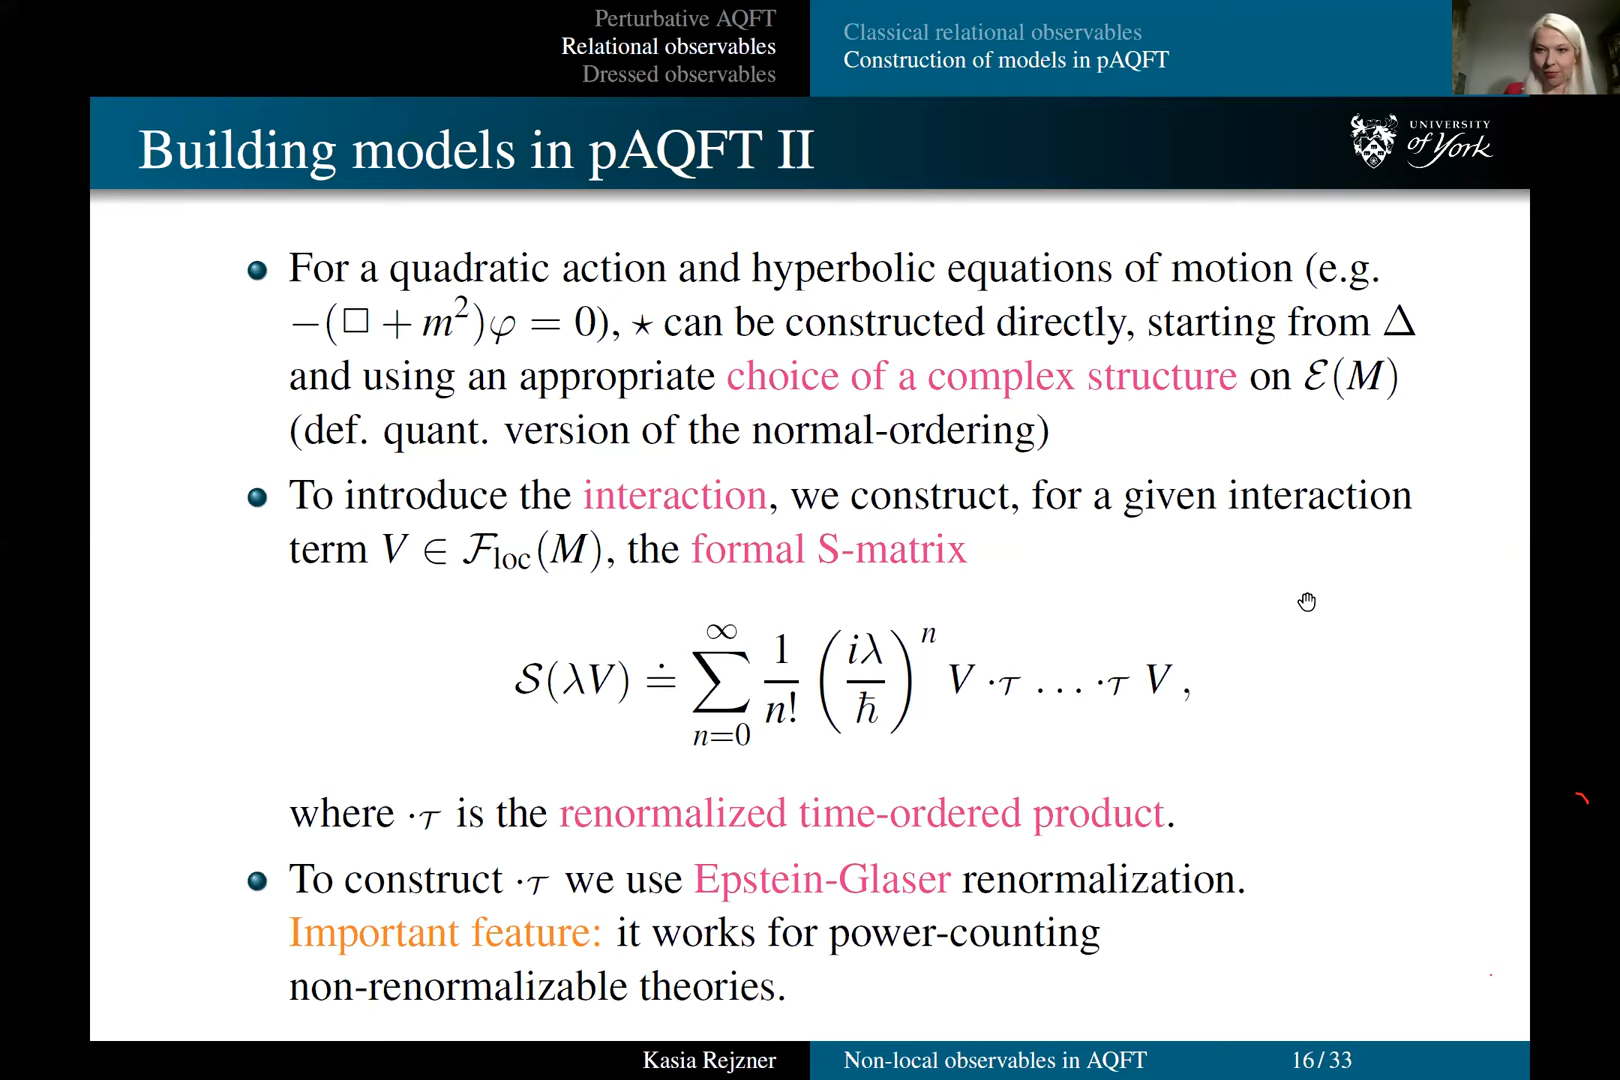 Perturbative AQFT
Relational observables
Dressed observables
Classical relational observables
Construction of models in pAQFT
Building models in pAQFT II
UNIVERSITY
of York
For a quadratic action and hyperbolic equations of motion (e.g.
−(□ + m²)φ = 0), ⋆ can be constructed directly, starting from Δ
and using an appropriate choice of a complex structure on ℰ(M)
(def. quant. version of the normal-ordering)
To introduce the interaction, we construct, for a given interaction
term V ∈ ℱ_loc(M), the formal S-matrix
𝒮(λV) ≐ ∑_{n=0}^{∞} 1/n! (iλ/ℏ)^n V ·_𝒯 … ·_𝒯 V ,
where ·_𝒯 is the renormalized time-ordered product.
To construct ·_𝒯 we use Epstein-Glaser renormalization.
Important feature: it works for power-counting
non-renormalizable theories.
Kasia Rejzner
Non-local observables in AQFT
16 / 33